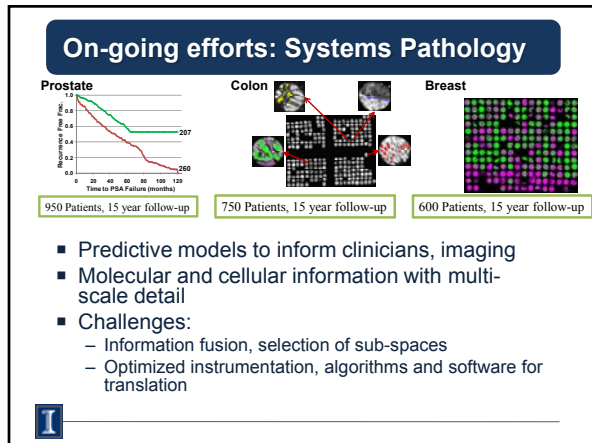 On-going efforts: Systems Pathology
Prostate
Colon
Breast
Recurrence Free Frac.
1.0
0.8
0.6
0.4
0.2
0.0
207
260
0 20 40 60 80 100 120
Time to PSA Failure (months)
950 Patients, 15 year follow-up
750 Patients, 15 year follow-up
600 Patients, 15 year follow-up
▪ Predictive models to inform clinicians, imaging
▪ Molecular and cellular information with multi-
scale detail
▪ Challenges:
– Information fusion, selection of sub-spaces
– Optimized instrumentation, algorithms and software for
translation
I